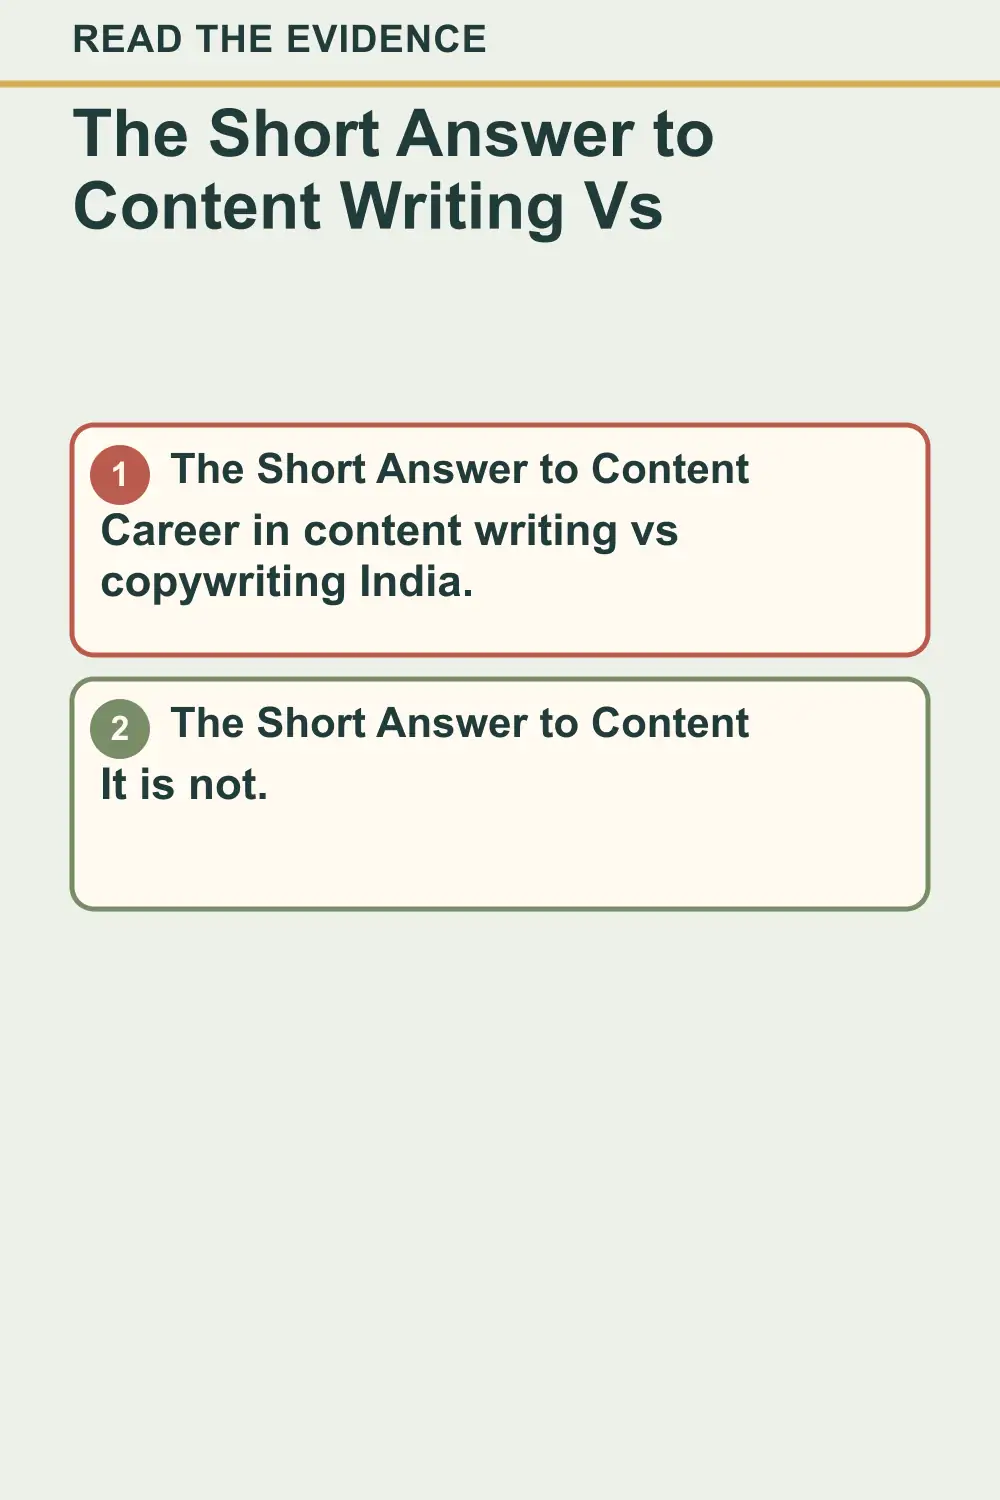 READ THE EVIDENCE
The Short Answer to
Content Writing Vs
1 The Short Answer to Content
Career in content writing vs
copywriting India.
2 The Short Answer to Content
It is not.